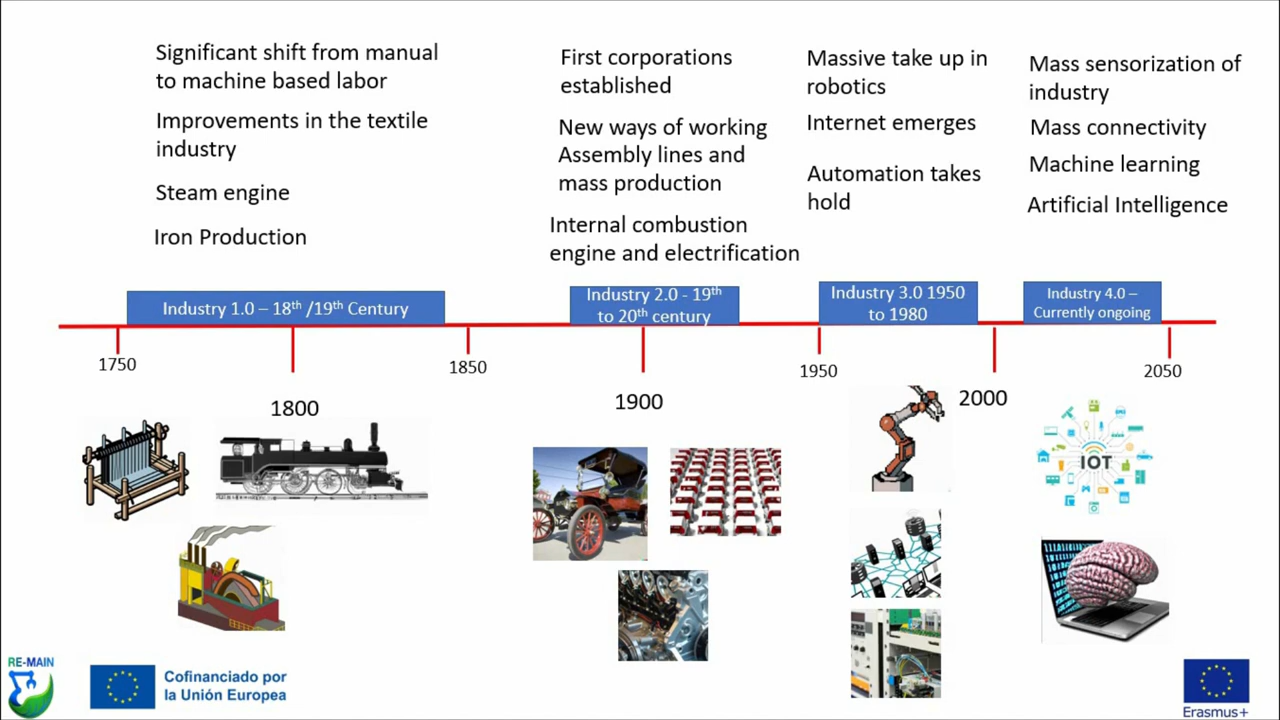 Significant shift from manual
to machine based labor
Improvements in the textile
industry
Steam engine
Iron Production
First corporations
established
New ways of working
Assembly lines and
mass production
Internal combustion
engine and electrification
Massive take up in
robotics
Internet emerges
Automation takes
hold
Mass sensorization of
industry
Mass connectivity
Machine learning
Artificial Intelligence
Industry 1.0 – 18th /19th Century
Industry 2.0 - 19th
to 20th century
Industry 3.0 1950
to 1980
Industry 4.0 –
Currently ongoing
1750
1800
1850
1900
1950
2000
2050
IOT
RE-MAIN
Cofinanciado por
la Unión Europea
Erasmus+